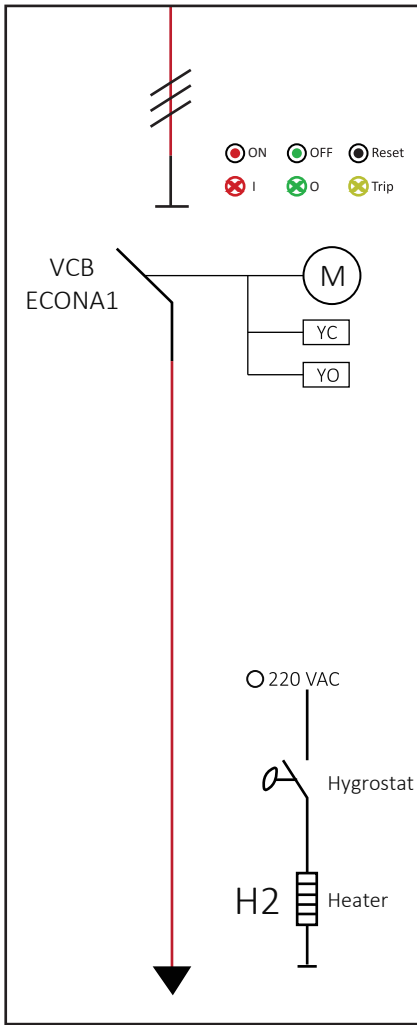 ON OFF Reset
I O Trip
VCB
ECONA1
M
YC
YO
220 VAC
Hygrostat
H2 Heater